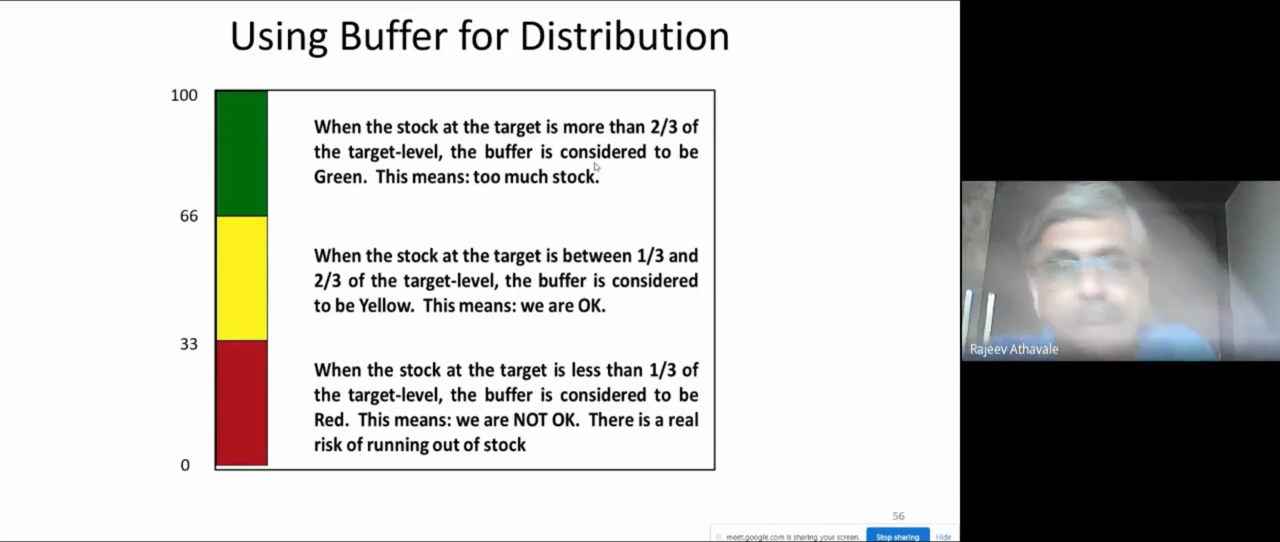 Using Buffer for Distribution
100
When the stock at the target is more than 2/3 of
the target-level, the buffer is considered to be
Green. This means: too much stock.
66
When the stock at the target is between 1/3 and
2/3 of the target-level, the buffer is considered
to be Yellow. This means: we are OK.
33
When the stock at the target is less than 1/3 of
the target-level, the buffer is considered to be
Red. This means: we are NOT OK. There is a real
risk of running out of stock
0
Rajeev Athavale
56
meet.google.com is sharing your screen.
Stop sharing
Hide